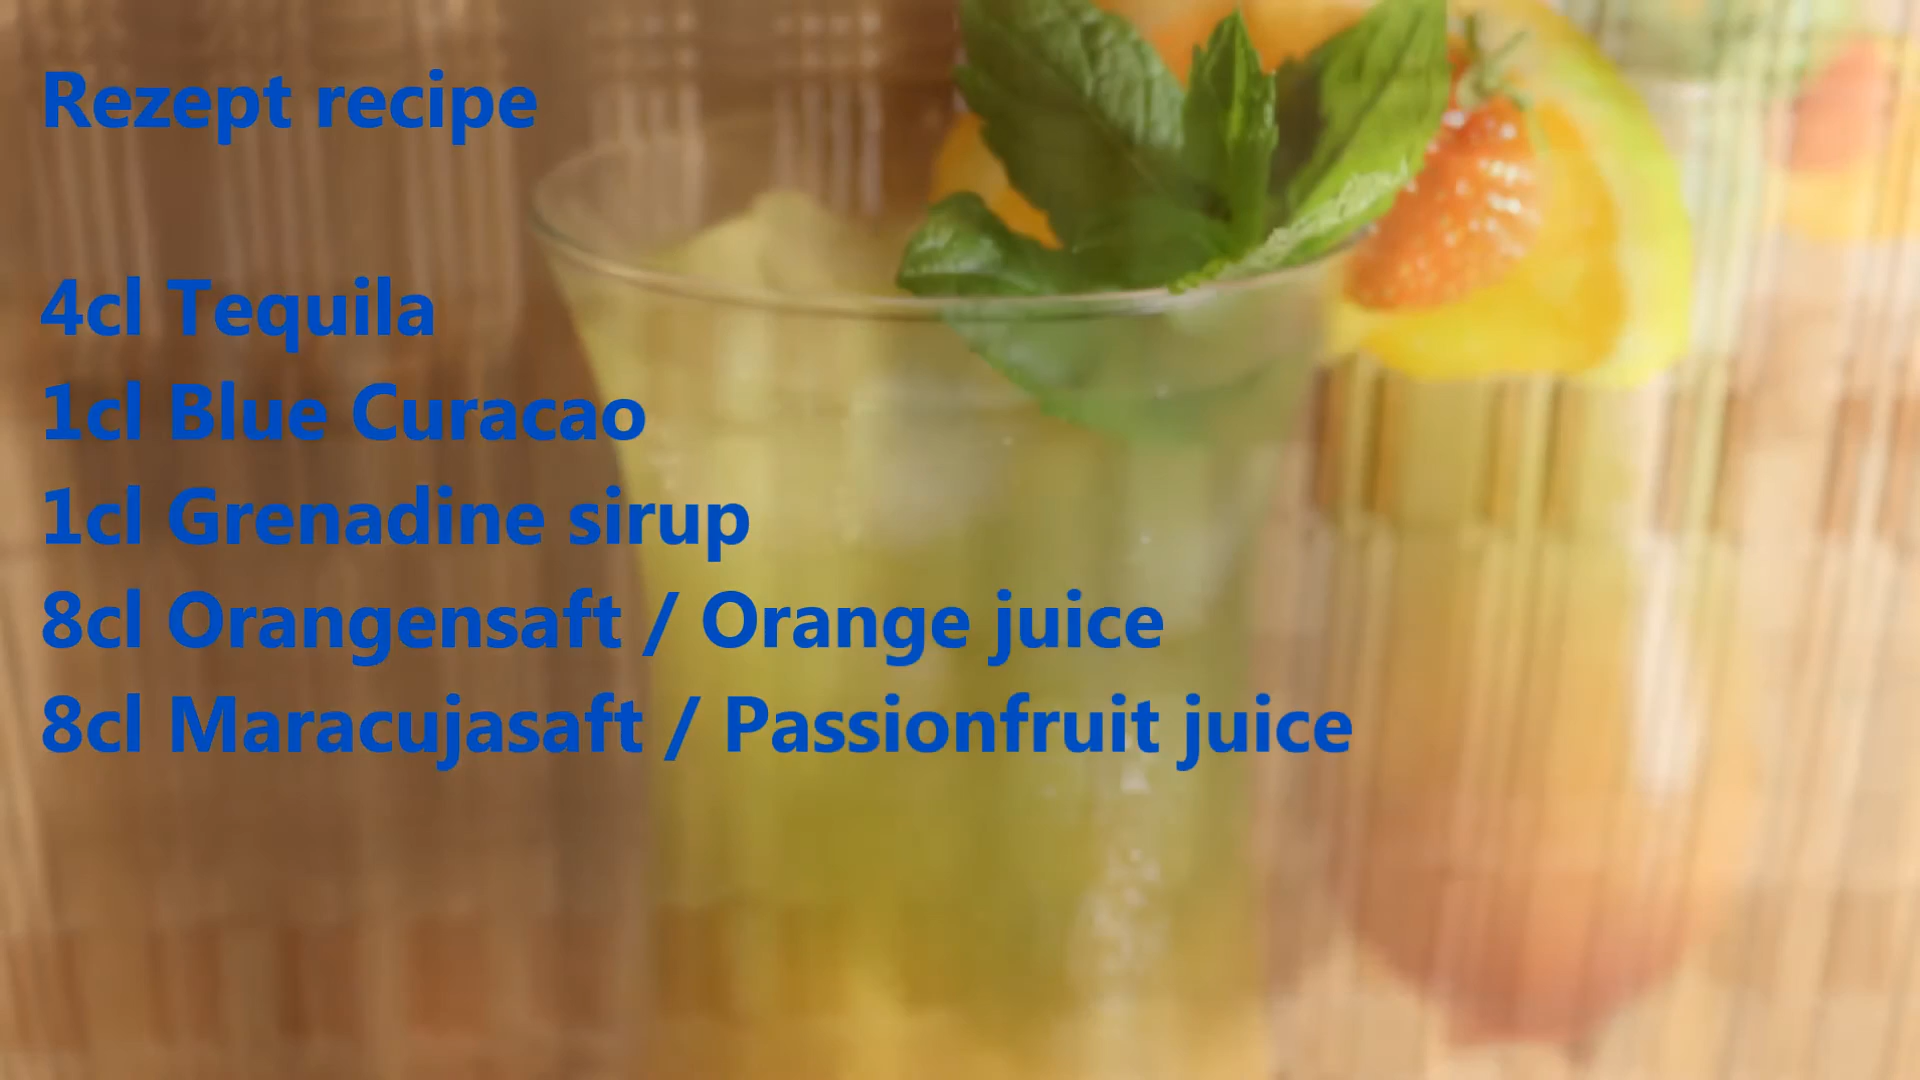 Rezept recipe
4cl Tequila
1cl Blue Curacao
1cl Grenadine sirup
8cl Orangensaft / Orange juice
8cl Maracujasaft / Passionfruit juice